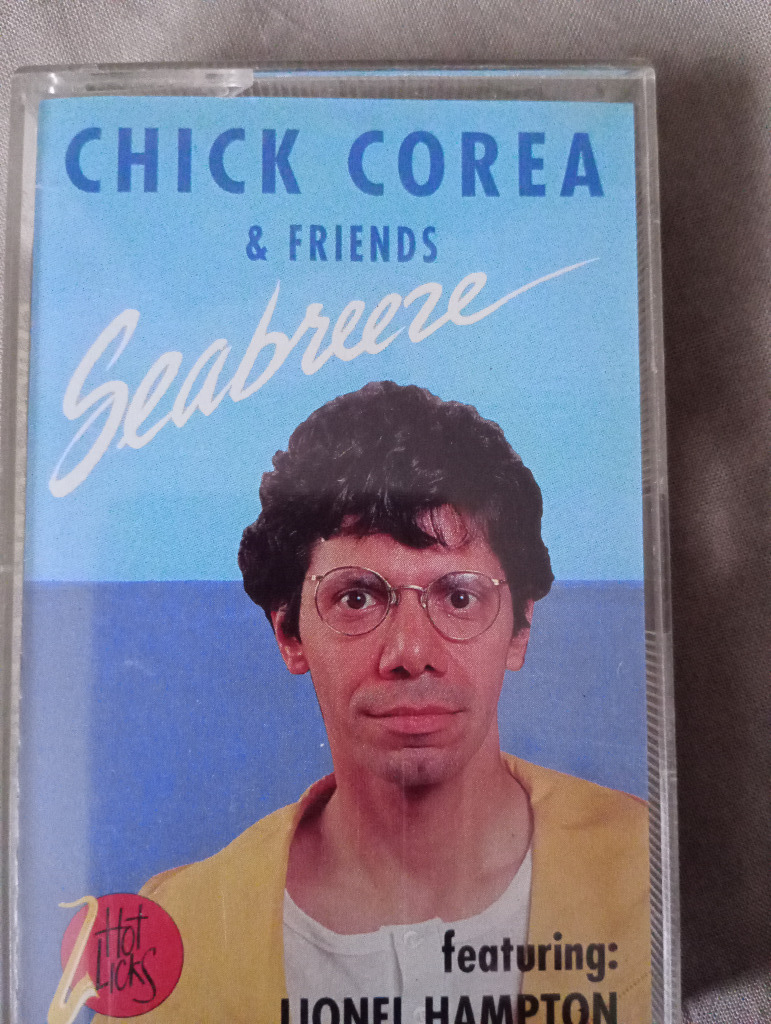 CHICK COREA
& FRIENDS
Seabreeze
HOT
LICKS
featuring:
LIONEL HAMPTON